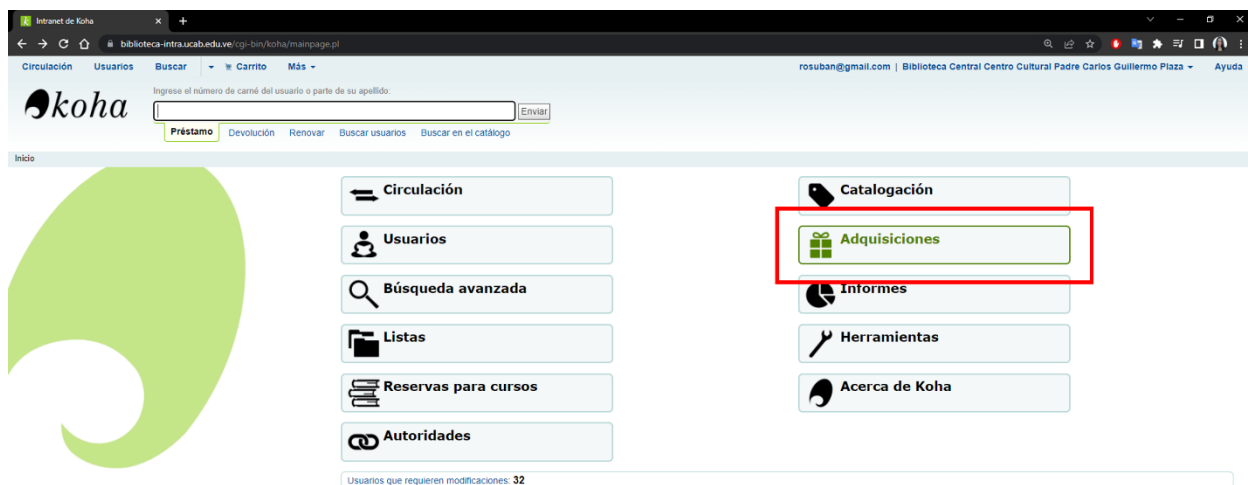 Intranet de Koha
biblioteca-intra.ucab.edu.ve/cgi-bin/koha/mainpage.pl
Circulación Usuarios Buscar Carrito Más rosuban@gmail.com | Biblioteca Central Centro Cultural Padre Carlos Guillermo Plaza Ayuda
koha
Ingrese el número de carné del usuario o parte de su apellido:
Enviar
Préstamo Devolución Renovar Buscar usuarios Buscar en el catálogo
Inicio
Circulación
Catalogación
Usuarios
Adquisiciones
Búsqueda avanzada
Informes
Listas
Herramientas
Reservas para cursos
Acerca de Koha
Autoridades
Usuarios que requieren modificaciones: 32